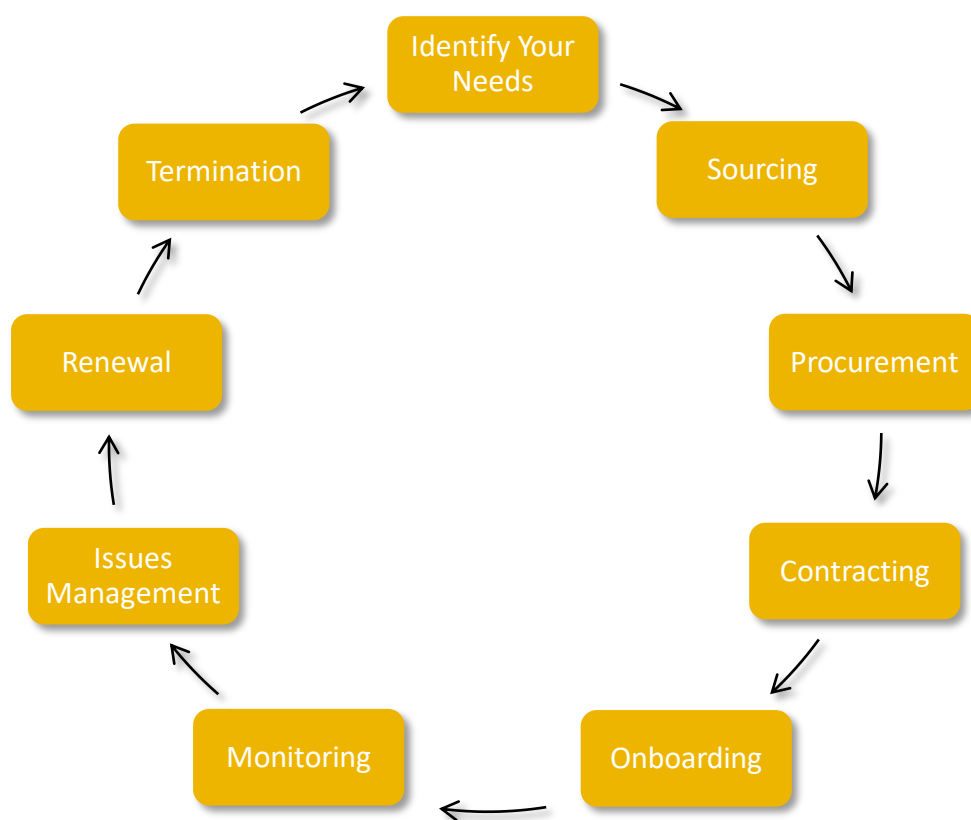 Identify Your
Needs
Sourcing
Procurement
Contracting
Onboarding
Monitoring
Issues
Management
Renewal
Termination